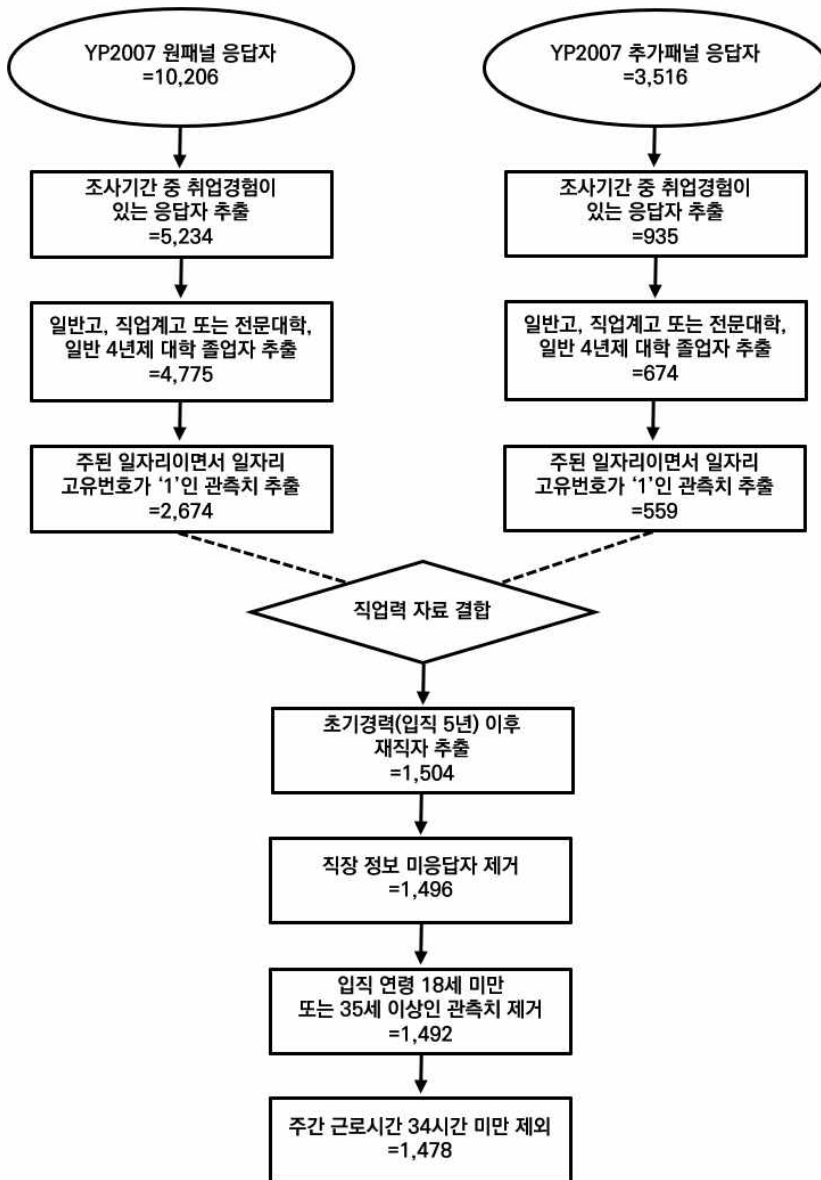 YP2007 원패널 응답자
=10,206
YP2007 추가패널 응답자
=3,516
조사기간 중 취업경험이
있는 응답자 추출
=5,234
조사기간 중 취업경험이
있는 응답자 추출
=935
일반고, 직업계고 또는 전문대학,
일반 4년제 대학 졸업자 추출
=4,775
일반고, 직업계고 또는 전문대학,
일반 4년제 대학 졸업자 추출
=674
주된 일자리이면서 일자리
고유번호가 ‘1’인 관측치 추출
=2,674
주된 일자리이면서 일자리
고유번호가 ‘1’인 관측치 추출
=559
직업력 자료 결합
초기경력(입직 5년) 이후
재직자 추출
=1,504
직장 정보 미응답자 제거
=1,496
입직 연령 18세 미만
또는 35세 이상인 관측치 제거
=1,492
주간 근로시간 34시간 미만 제외
=1,478